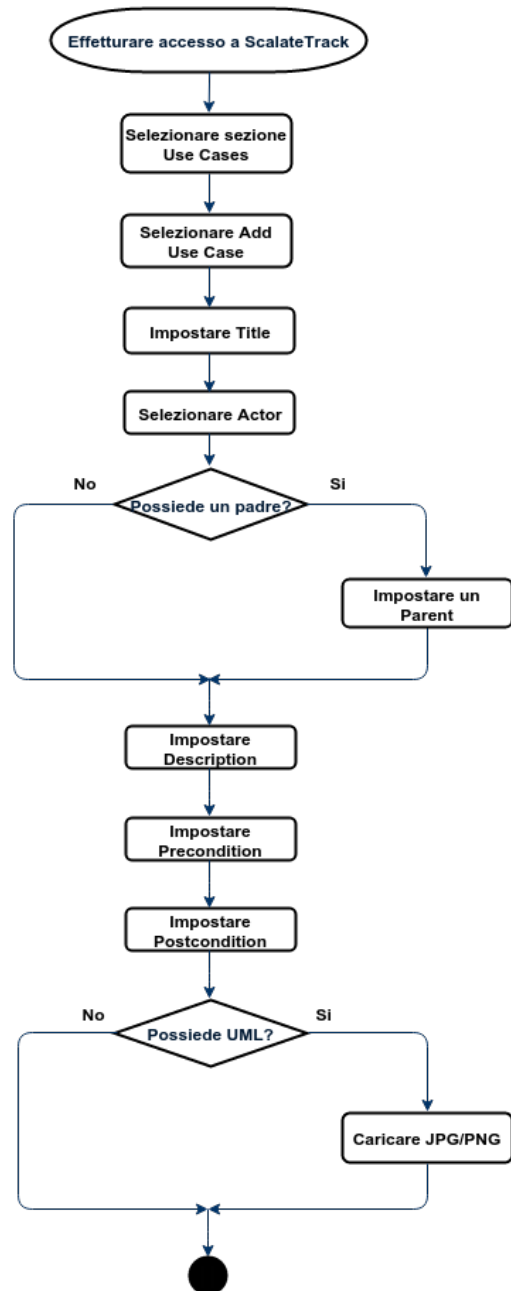 Effetturare accesso a ScalateTrack
Selezionare sezione
Use Cases
Selezionare Add
Use Case
Impostare Title
Selezionare Actor
No
Si
Possiede un padre?
Impostare un
Parent
Impostare
Description
Impostare
Precondition
Impostare
Postcondition
No
Si
Possiede UML?
Caricare JPG/PNG